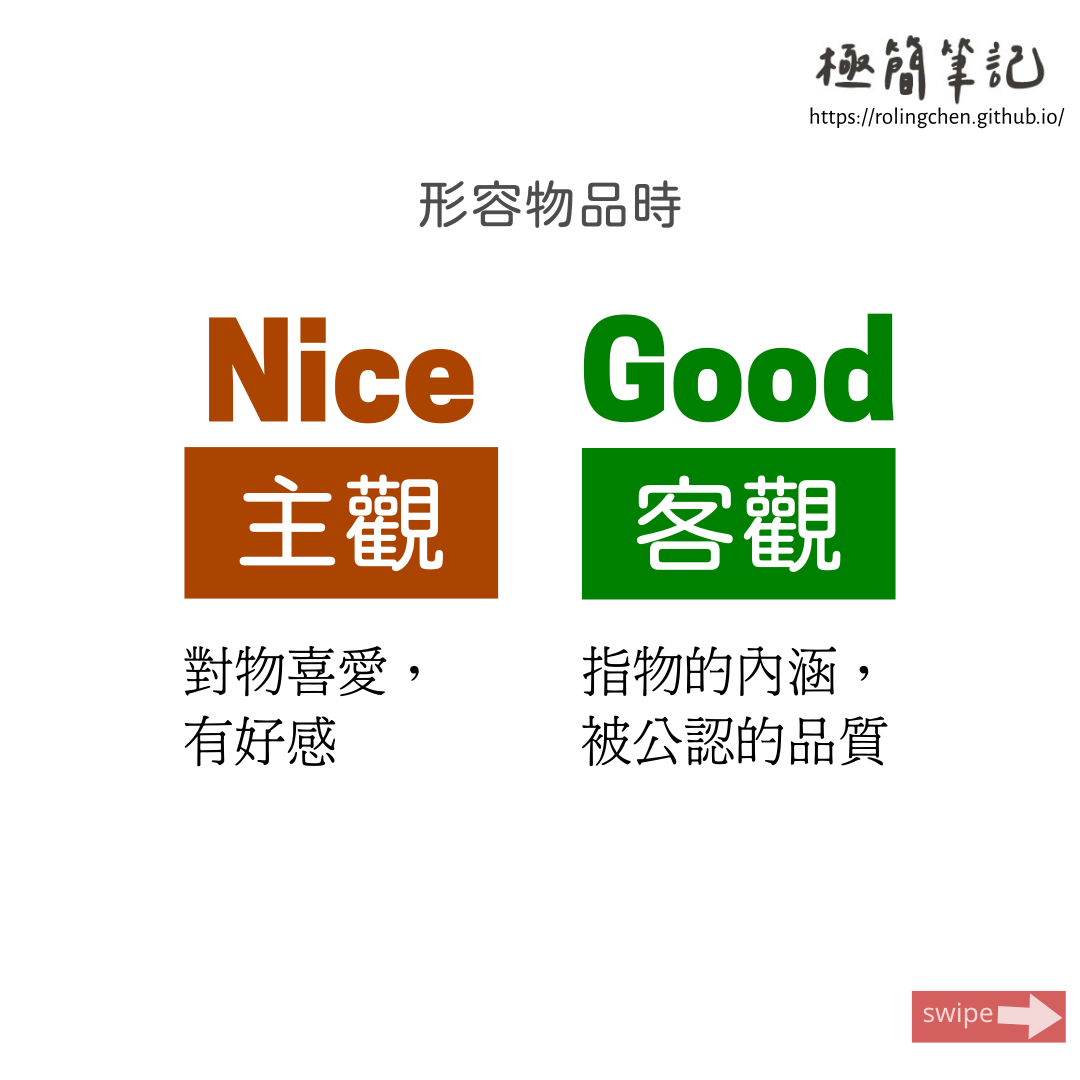 極簡筆記
https://rolingchen.github.io/
形容物品時
Nice
主觀
對物喜愛，
有好感
Good
客觀
指物的內涵，
被公認的品質
swipe